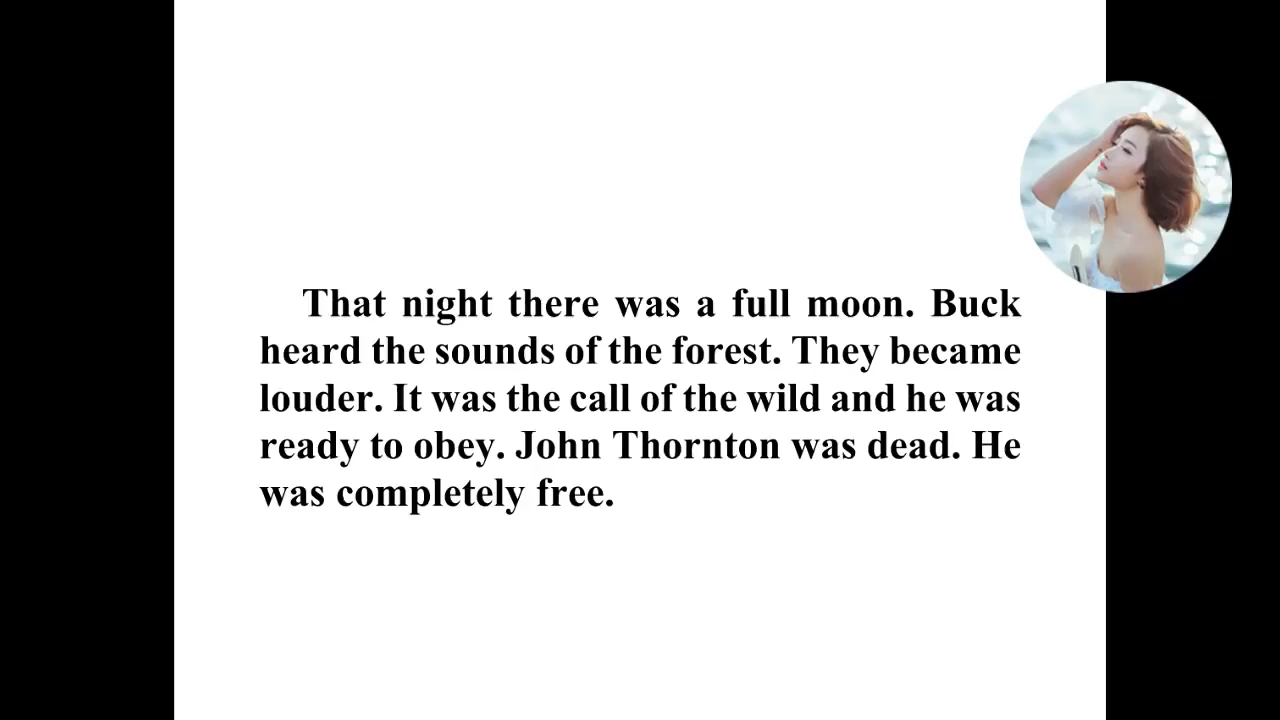 That night there was a full moon. Buck
heard the sounds of the forest. They became
louder. It was the call of the wild and he was
ready to obey. John Thornton was dead. He
was completely free.